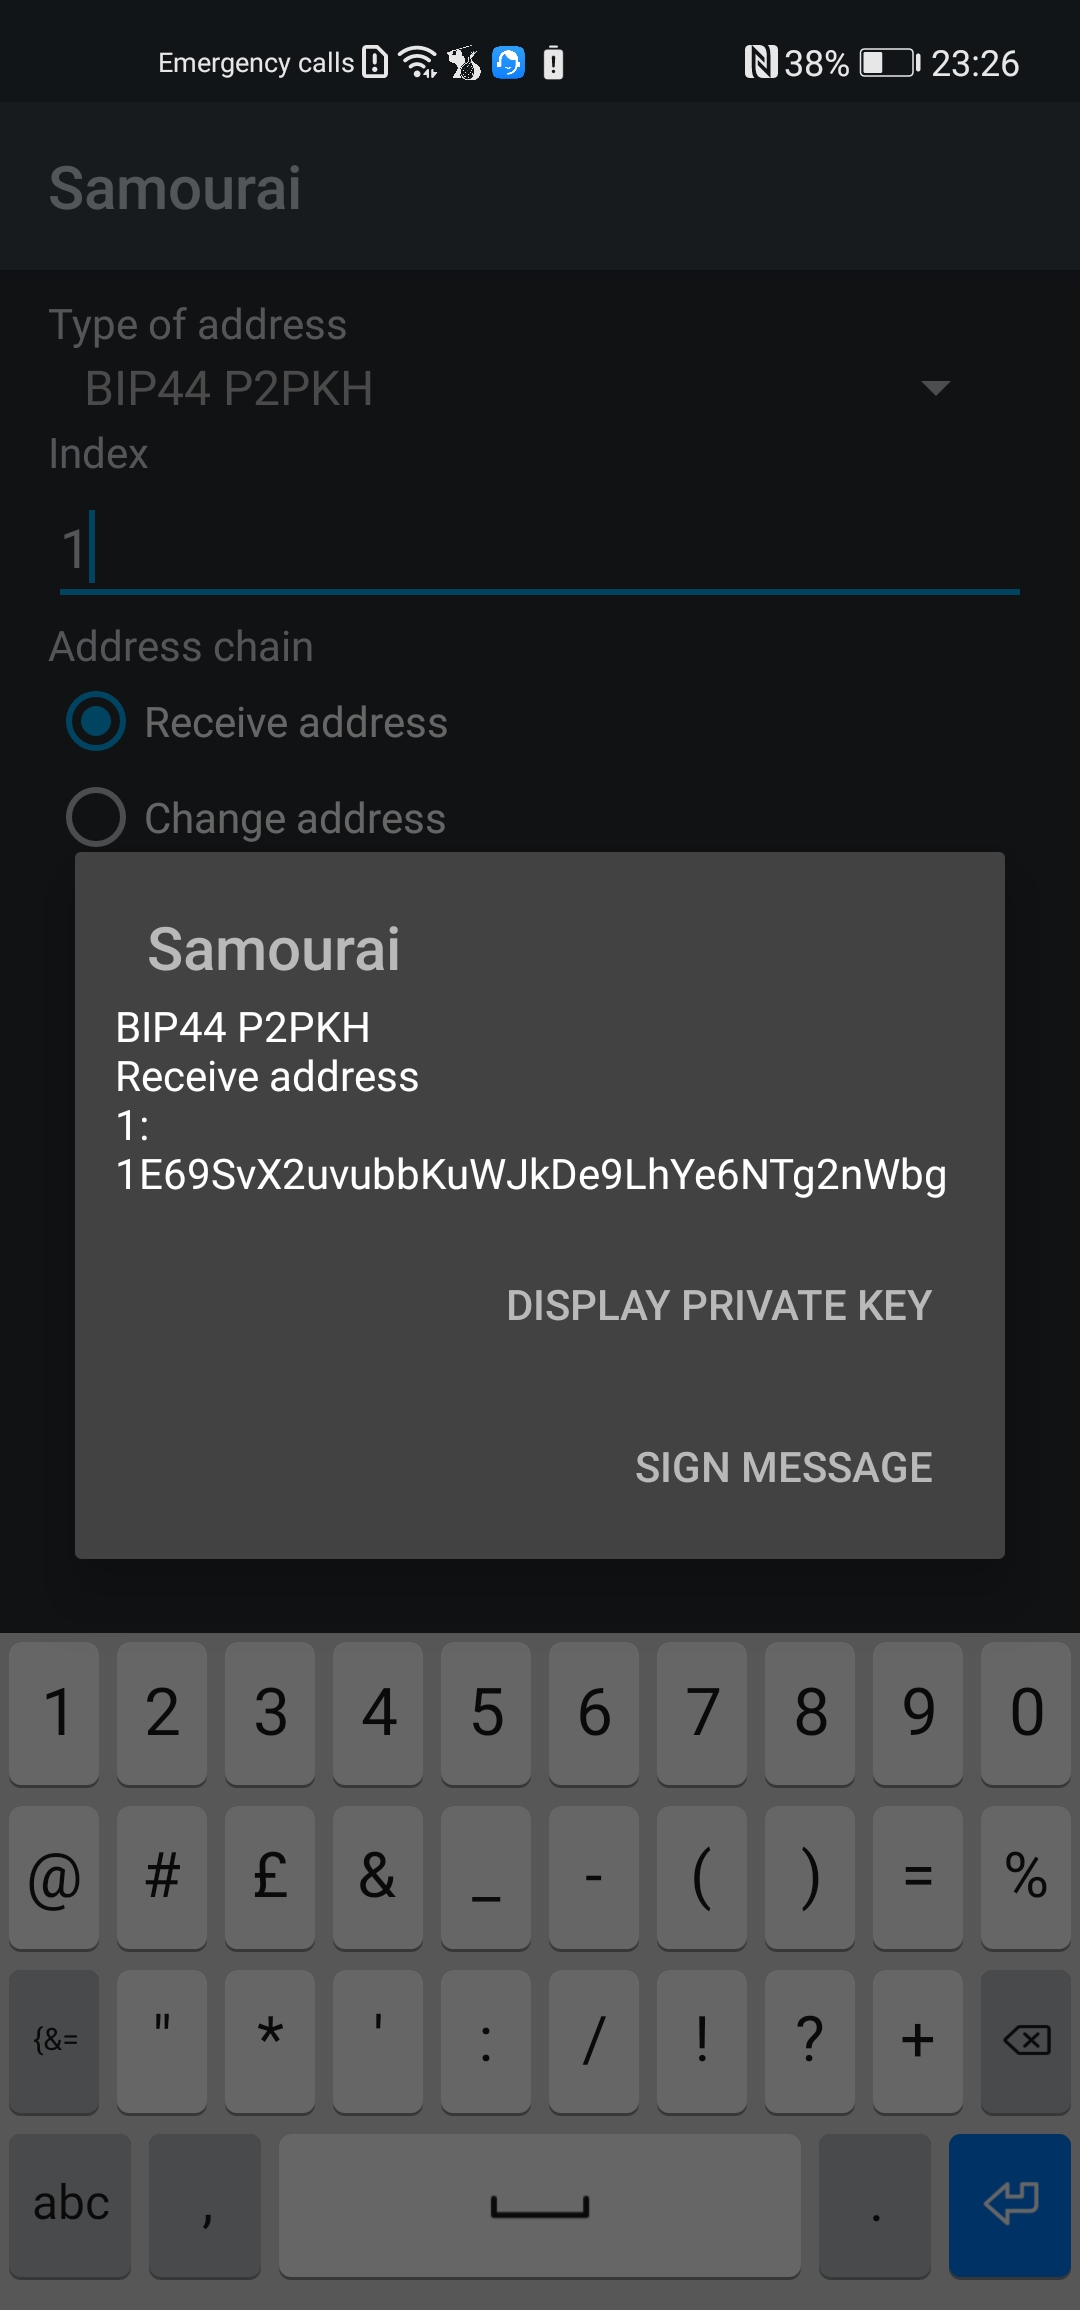 Emergency calls 38% 23:26
Samourai
Type of address
BIP44 P2PKH
Index
1
Address chain
Receive address
Change address
Samourai
BIP44 P2PKH
Receive address
1:
1E69SvX2uvubbKuWJkDe9LhYe6NTg2nWbg
DISPLAY PRIVATE KEY
SIGN MESSAGE
1 2 3 4 5 6 7 8 9 0
@ # £ & _ - ( ) = %
{&= " * ' : / ! ? +
abc , .